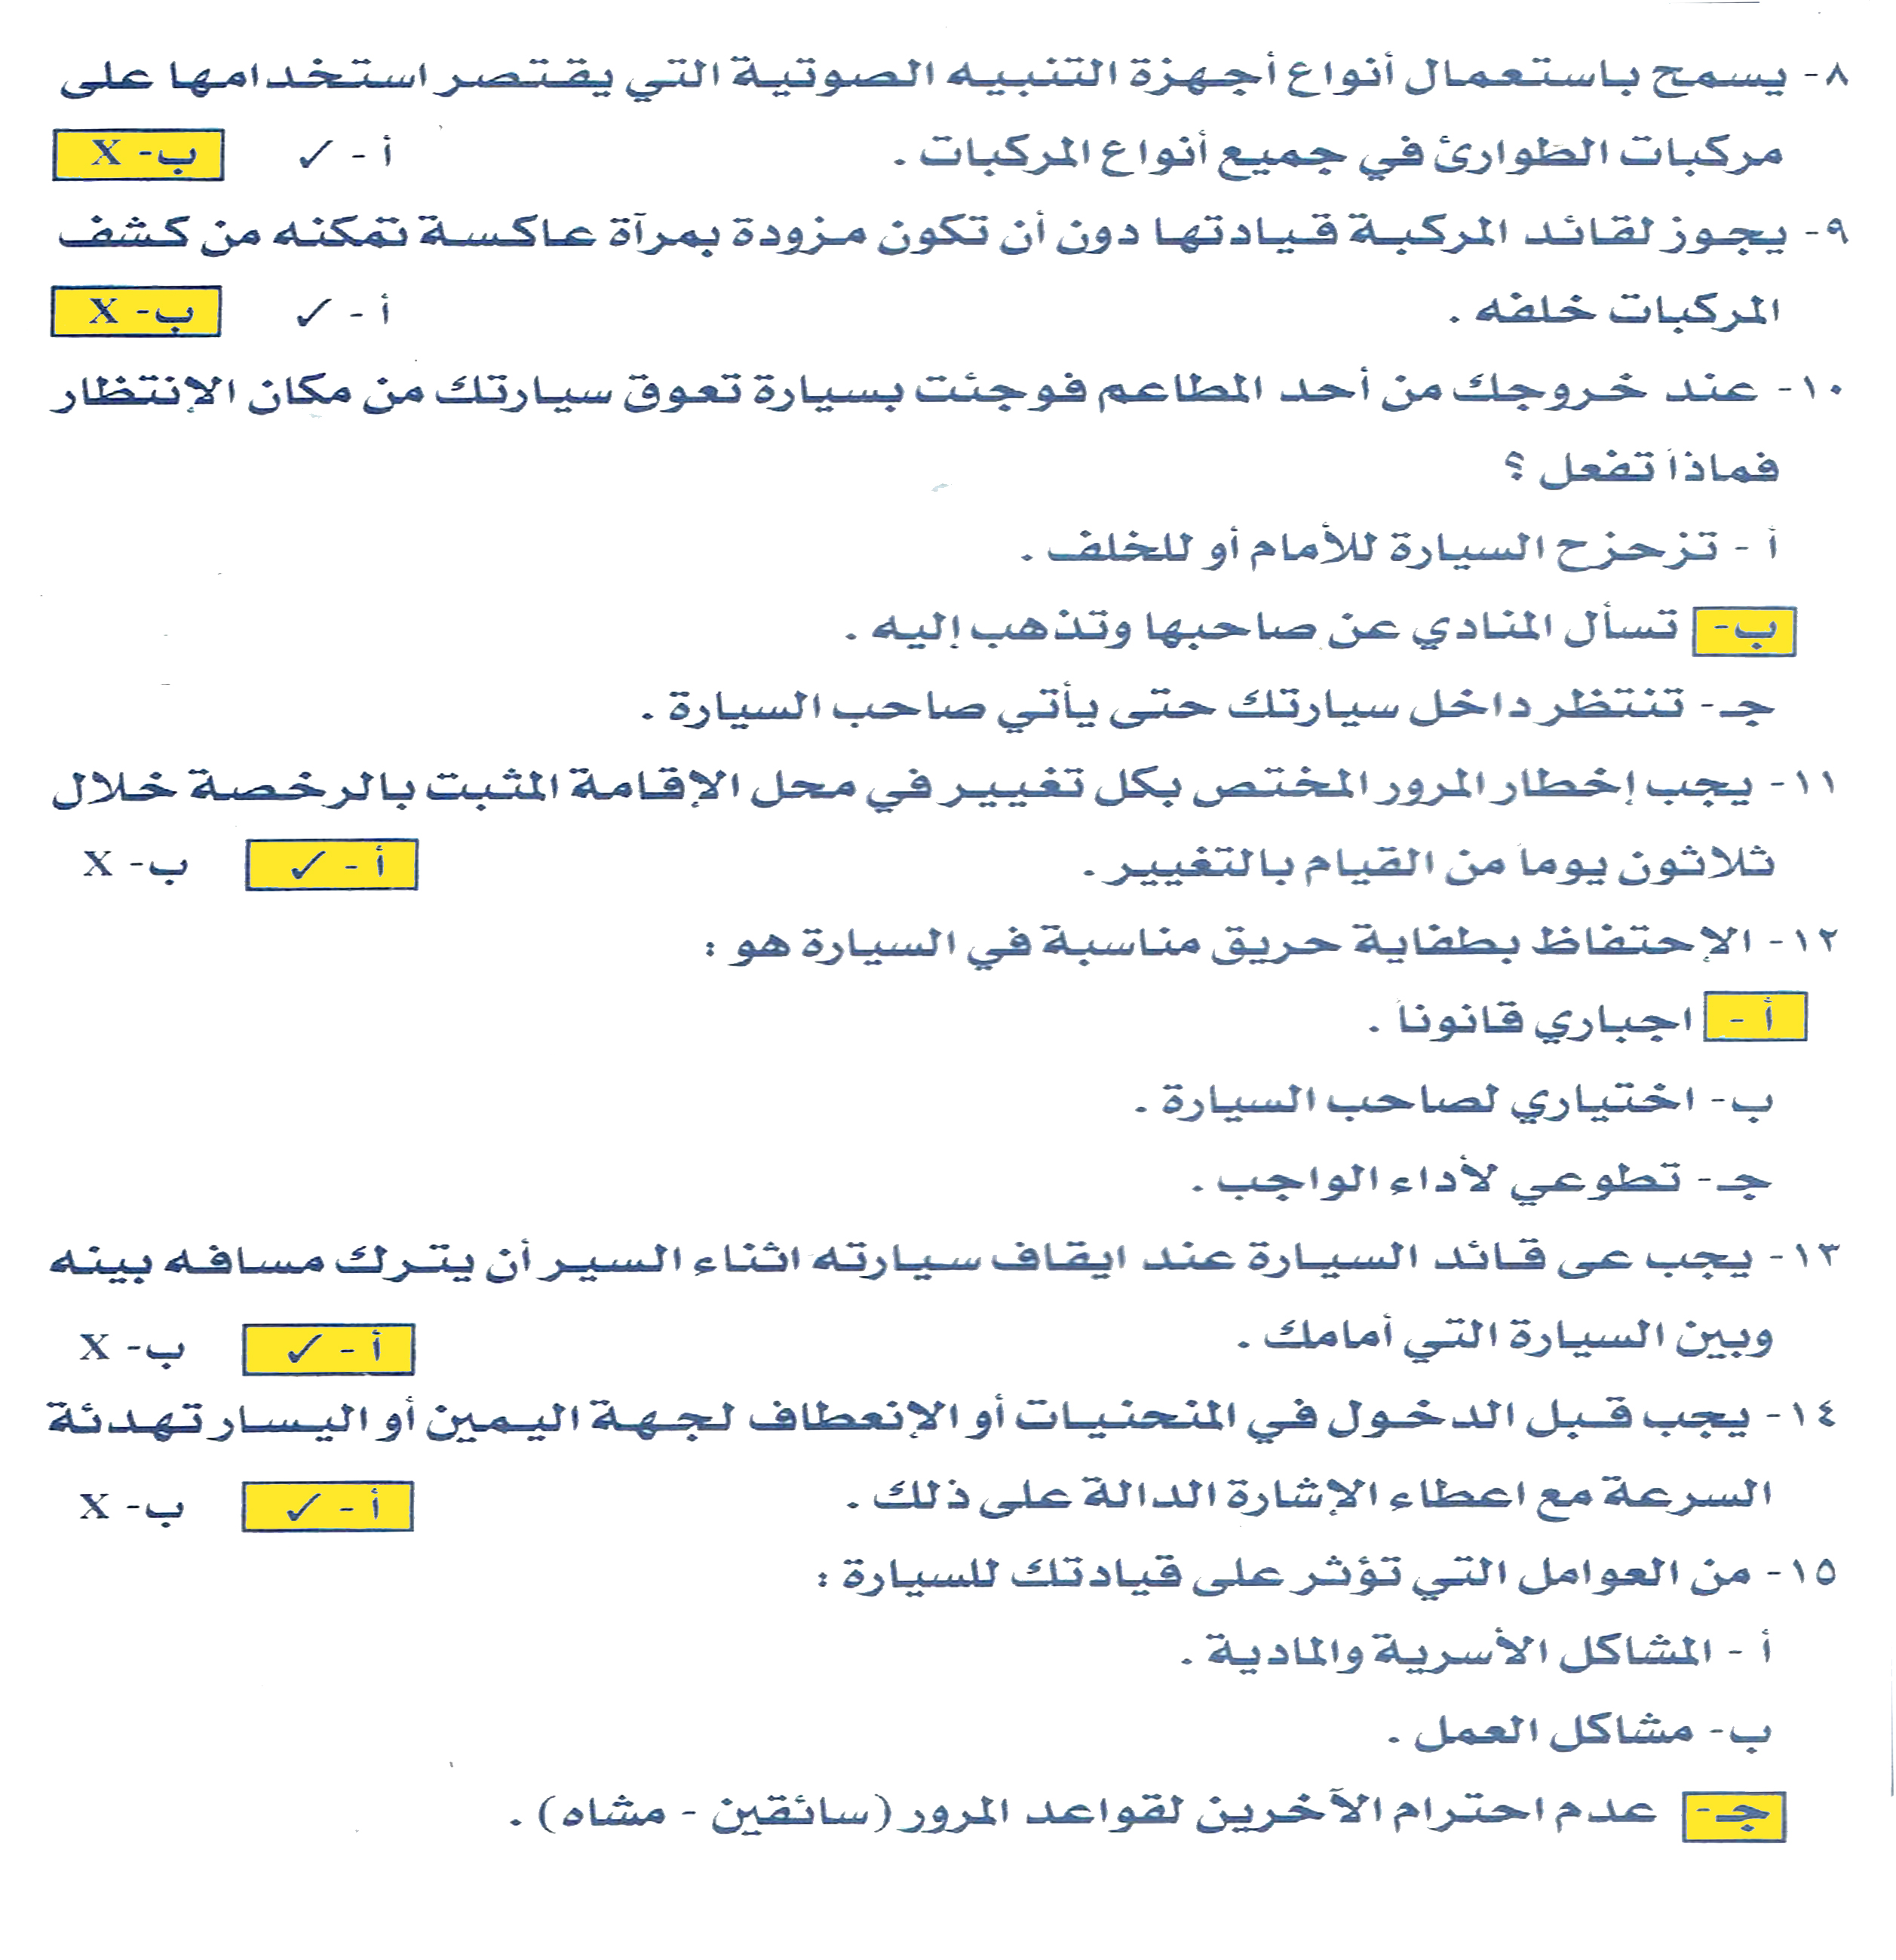 ٨- يسمح باستعمال أنواع أجهزة التنبيه الصوتية التي يقتصر استخدامها على
مركبات الطوارئ في جميع أنواع المركبات . أ - ✓ ب- X
٩- يجوز لقائد المركبة قيادتها دون أن تكون مزودة بمرآة عاكسة تمكنه من كشف
المركبات خلفه . أ - ✓ ب- X
١٠- عند خروجك من أحد المطاعم فوجئت بسيارة تعوق سيارتك من مكان الإنتظار
فماذا تفعل ؟
أ - تزحزح السيارة للأمام أو للخلف .
ب- تسأل المنادي عن صاحبها وتذهب إليه .
جـ- تنتظر داخل سيارتك حتى يأتي صاحب السيارة .
١١- يجب إخطار المرور المختص بكل تغيير في محل الإقامة المثبت بالرخصة خلال
ثلاثون يوماً من القيام بالتغيير . أ - ✓ ب- X
١٢- الإحتفاظ بطفاية حريق مناسبة في السيارة هو :
أ - اجباري قانوناً .
ب- اختياري لصاحب السيارة .
جـ- تطوعي لأداء الواجب .
١٣- يجب عى قائد السيارة عند ايقاف سيارته اثناء السير أن يترك مسافه بينه
وبين السيارة التي أمامك . أ - ✓ ب- X
١٤- يجب قبل الدخول في المنحنيات أو الإنعطاف لجهة اليمين أو اليسار تهدئة
السرعة مع اعطاء الإشارة الدالة على ذلك . أ - ✓ ب- X
١٥- من العوامل التي تؤثر على قيادتك للسيارة :
أ - المشاكل الأسرية والمادية .
ب- مشاكل العمل .
جـ- عدم احترام الآخرين لقواعد المرور (سائقين - مشاه) .